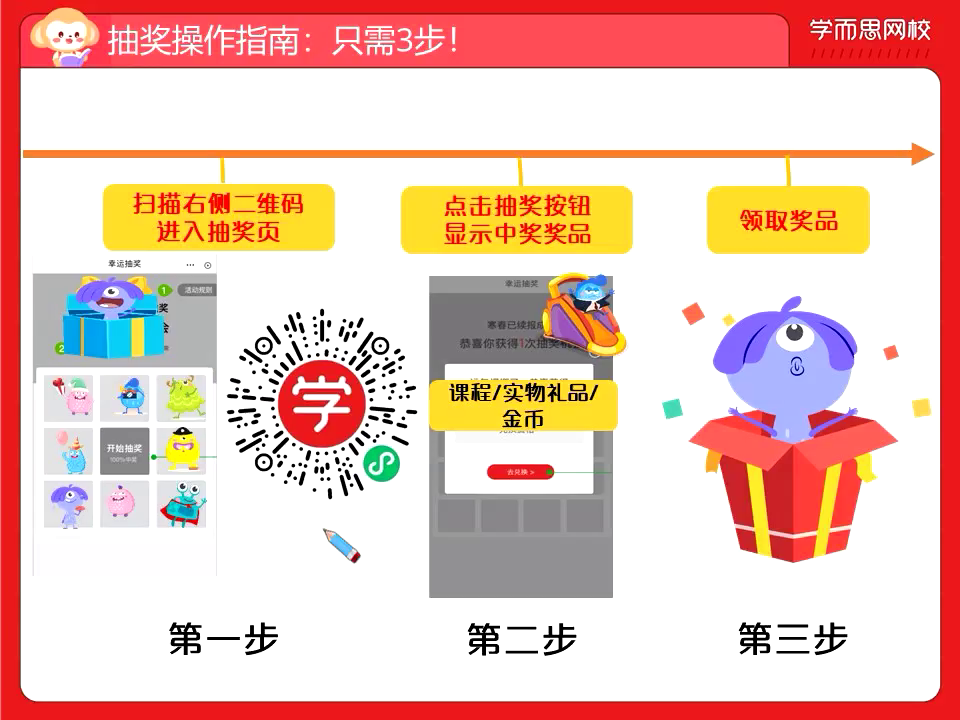 抽奖操作指南：只需3步！
学而思网校
扫描右侧二维码
进入抽奖页
点击抽奖按钮
显示中奖奖品
领取奖品
幸运抽奖
1
活动规则
2
开始抽奖
100%中奖
学
幸运抽奖
寒春已续报成
恭喜你获得1次抽奖机
课程/实物礼品/
金币
去兑换 >
第一步
第二步
第三步